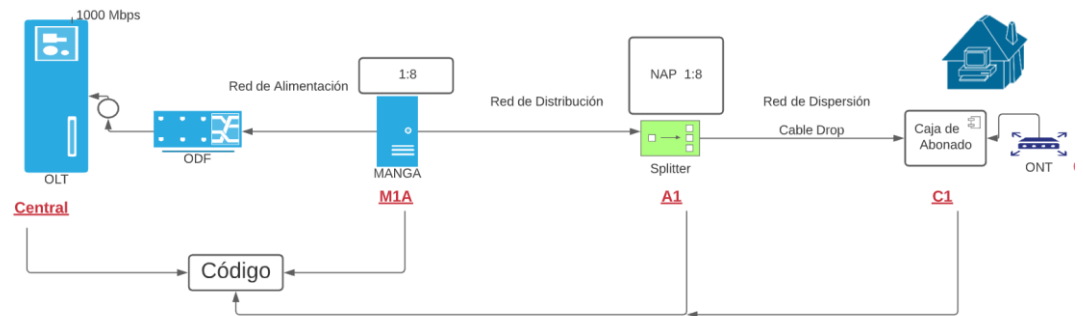 1000 Mbps
OLT
Central
ODF
Red de Alimentación
1:8
MANGA
M1A
Red de Distribución
NAP 1:8
Splitter
A1
Red de Dispersión
Cable Drop
Caja de
Abonado
C1
ONT
Código